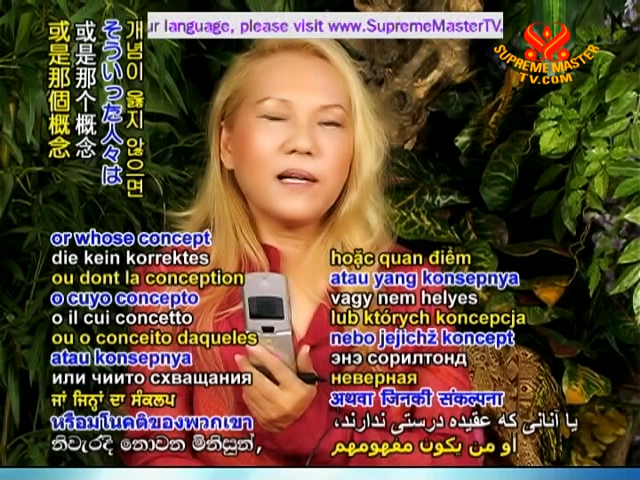 ur language, please visit www.SupremeMasterTV.
SUPREME MASTER
TV.COM
개념이 옳지 않으면
そういった人々は
或是那个概念
或是那個概念
or whose concept
die kein korrektes
ou dont la conception
o cuyo concepto
o il cui concetto
ou o conceito daqueles
atau konsepnya
или чиито схващания
ਜਾਂ ਜਿਨ੍ਹਾਂ ਦਾ ਸੰਕਲਪ
หรือมโนคติของพวกเขา
නිවැරදි නොවන මිනිසුන්,
hoặc quan điểm
atau yang konsepnya
vagy nem helyes
lub których koncepcja
nebo jejichž koncept
энэ сорилтонд
неверная
अथवा जिनकी संकल्पना
یا آنانی که عقیده درستی ندارند،
أو من يكون مفهومهم